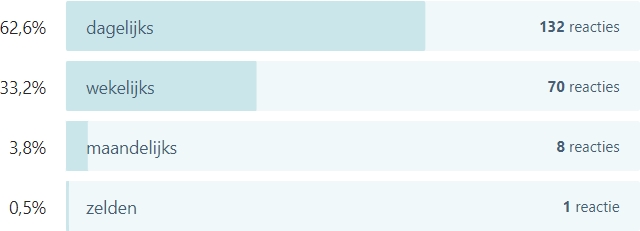 62,6% dagelijks 132 reacties
33,2% wekelijks 70 reacties
3,8% maandelijks 8 reacties
0,5% zelden 1 reactie